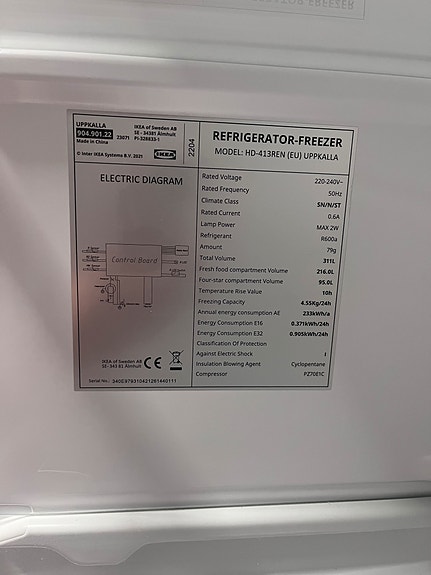 UPPKALLA
904.901.22
Made in China
23071
IKEA of Sweden AB
SE - 34381 Älmhult
PI-328633-1
© Inter IKEA Systems B.V. 2021
IKEA
2204
ELECTRIC DIAGRAM
Control Board
IKEA of Sweden AB
SE- 343 81 Älmhult
CE
REFRIGERATOR-FREEZER
MODEL: HD-413REN (EU) UPPKALLA
Rated Voltage 220-240V~
Rated Frequency 50Hz
Climate Class SN/N/ST
Rated Current 0.6A
Lamp Power MAX 2W
Refrigerant R600a
Amount 79g
Total Volume 311L
Fresh food compartment Volume 216.0L
Four-star compartment Volume 95.0L
Temperature Rise Value 10h
Freezing Capacity 4.55Kg/24h
Annual energy consumption AE 233kWh/a
Energy Consumption E16 0.371kWh/24h
Energy Consumption E32 0.905kWh/24h
Classification Of Protection
Against Electric Shock I
Insulation Blowing Agent Cyclopentane
Compressor PZ70E1C